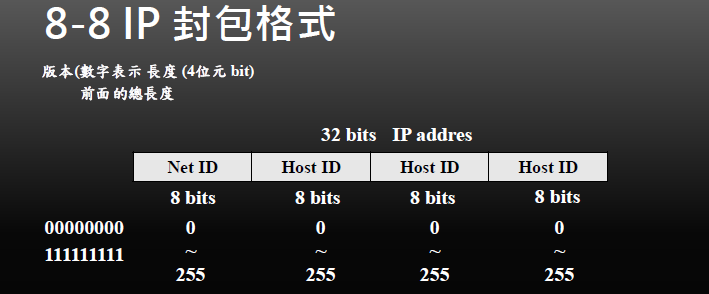 8-8 IP 封包格式
版本(數字表示 長度 (4位元 bit)
前面的總長度
32 bits IP addres
Net ID Host ID Host ID Host ID
8 bits 8 bits 8 bits 8 bits
00000000 0 0 0 0
111111111 ~ ~ ~ ~
255 255 255 255